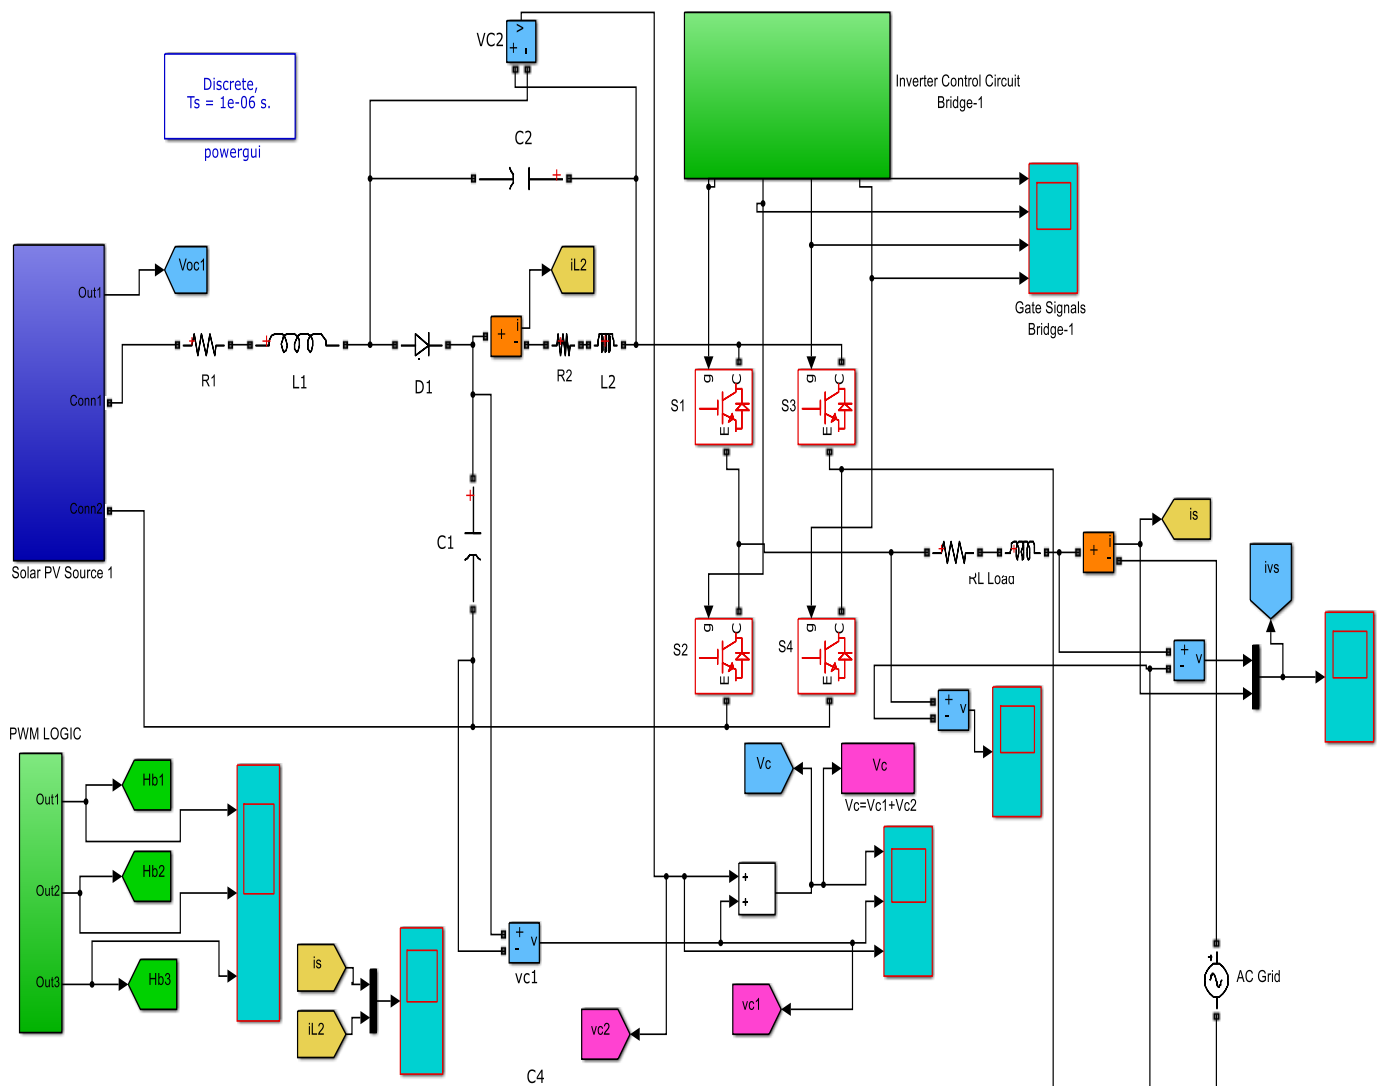 VC2
+ -
v
Discrete,
Ts = 1e-06 s.
powergui
C2
+
Inverter Control Circuit
Bridge-1
Gate Signals
Bridge-1
Out1
Conn1
Conn2
Solar PV Source 1
Voc1
iL2
+
R1
+
L1
D1
+
i
-
+
R2
+
L2
g
C
E
S1
g
C
E
S3
+
C1
g
C
E
S2
g
C
E
S4
+
+
RL Load
+
i
-
is
ivs
+
-
v
+
-
v
PWM LOGIC
Out1
Out2
Out3
Hb1
Hb2
Hb3
is
iL2
Vc
Vc
Vc=Vc1+Vc2
+
+
+
-
v
vc1
vc2
vc1
AC Grid
C4